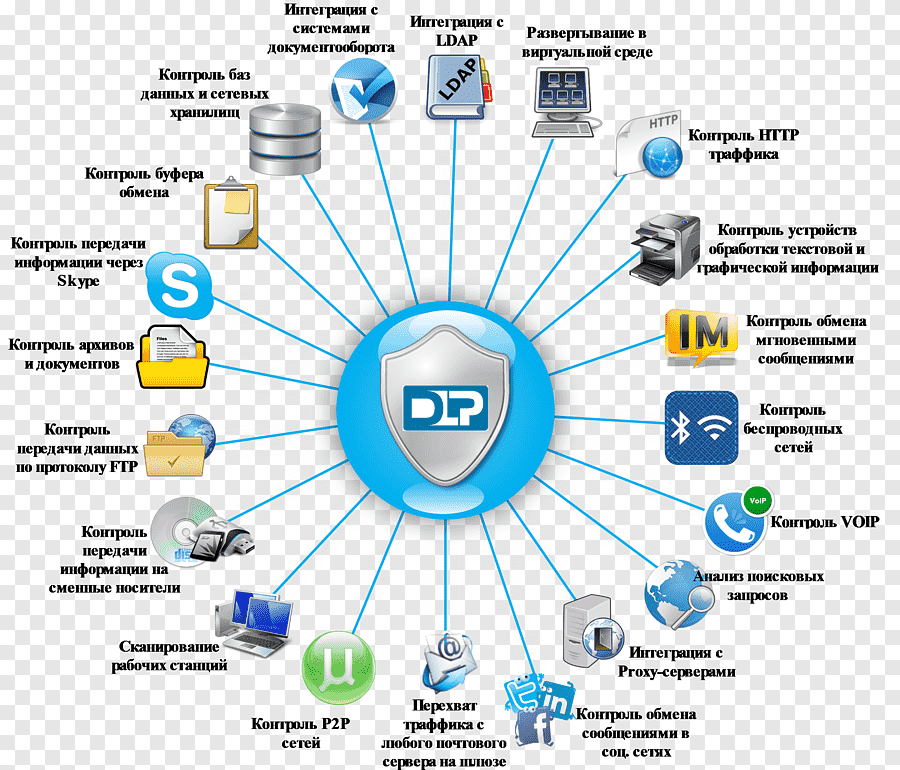 Интеграция с
системами
документооборота
Интеграция с
LDAP
LDAP
Развертывание в
виртуальной среде
HTTP
Контроль HTTP
траффика
Контроль устройств
обработки текстовой и
графической информации
IM
Контроль обмена
мгновенными
сообщениями
Контроль
беспроводных
сетей
VoIP
Контроль VOIP
Анализ поисковых
запросов
Интеграция с
Proxy-серверами
in
f
Контроль обмена
сообщениями в
соц. сетях
@
Перехват
траффика с
любого почтового
сервера на шлюзе
µ
Контроль P2P
сетей
Сканирование
рабочих станций
disc
Контроль
передачи
информации на
сменные носители
FTP
Контроль
передачи данных
по протоколу FTP
Files
Контроль архивов
и документов
S
Контроль передачи
информации через
Skype
Контроль буфера
обмена
Контроль баз
данных и сетевых
хранилищ
DLP